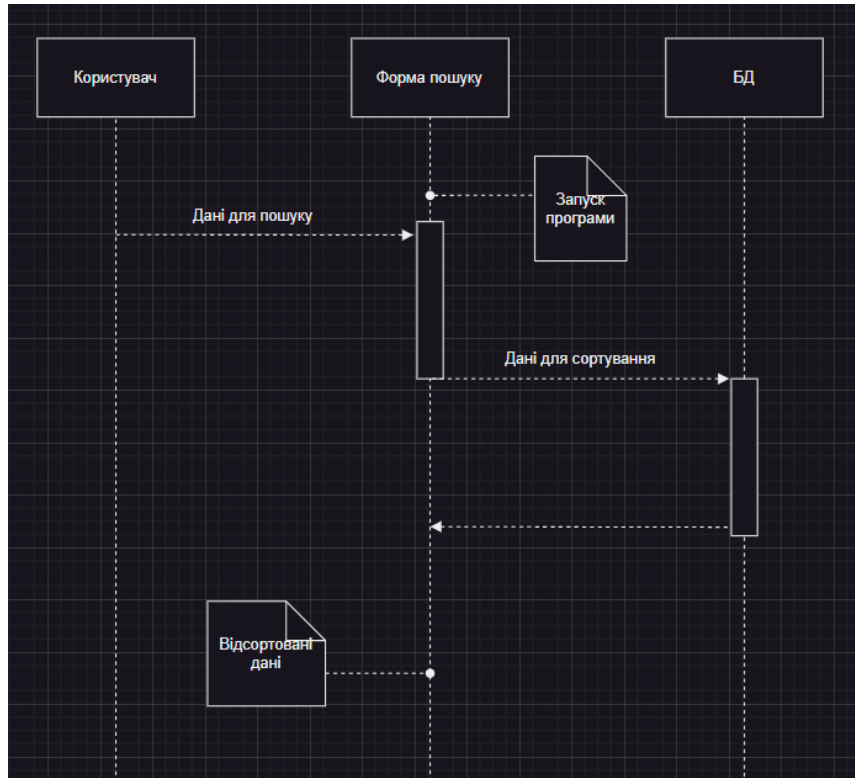 Користувач
Форма пошуку
БД
Запуск
програми
Дані для пошуку
Дані для сортування
Відсортовані
дані